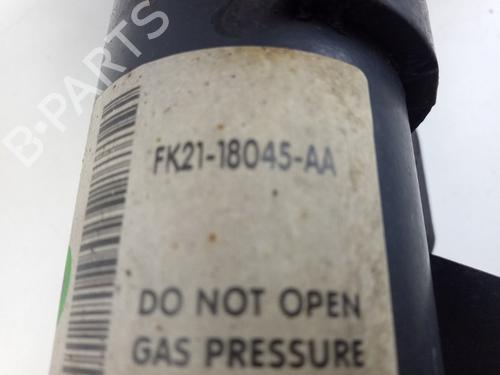 B-PARTS
FK21-18045-AA
DO NOT OPEN
GAS PRESSURE